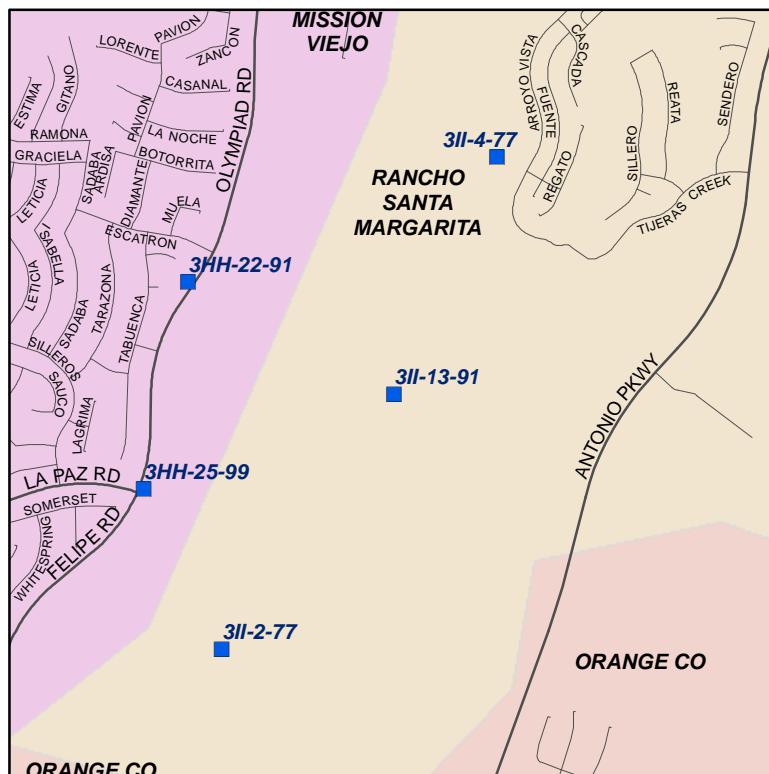 MISSION
VIEJO
PAVION
LORENTE
ZANCON
CASANAL
ESTIMA
GITANO
PAVION
LA NOCHE
RAMONA
GRACIELA
BOTORRITA
SADABA
ARDISA
DIAMANTE
MUELA
OLYMPIAD RD
LETICIA
ISABELLA
ESCATRON
LETICIA
SADABA
TARAZONA
TABUENCA
SILLEROS
SAUCO
LAGRIMA
3HH-22-91
CASCADA
ARROYO VISTA
FUENTE
REGATO
SILLERO
REATA
SENDERO
TIJERAS CREEK
3II-4-77
RANCHO
SANTA
MARGARITA
3II-13-91
ANTONIO PKWY
3HH-25-99
LA PAZ RD
SOMERSET
WHITESPRING
FELIPE RD
3II-2-77
ORANGE CO
ORANGE CO